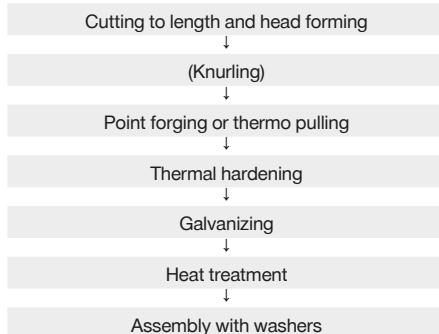 Cutting to length and head forming
↓
(Knurling)
↓
Point forging or thermo pulling
↓
Thermal hardening
↓
Galvanizing
↓
Heat treatment
↓
Assembly with washers